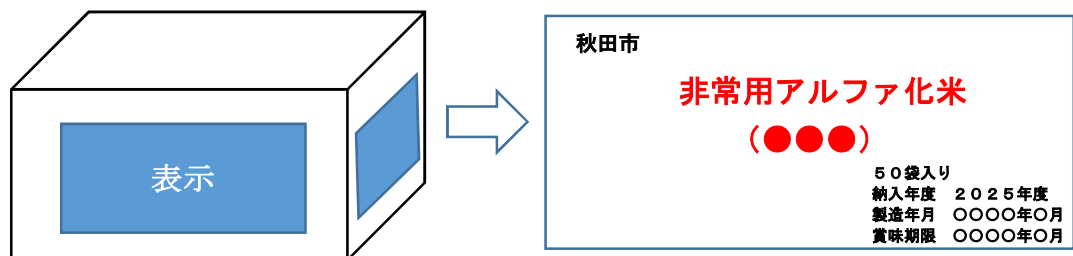 表示
秋田市
非常用アルファ化米
（●●●）
５０袋入り
納入年度　２０２５年度
製造年月　○○○○年○月
賞味期限　○○○○年○月